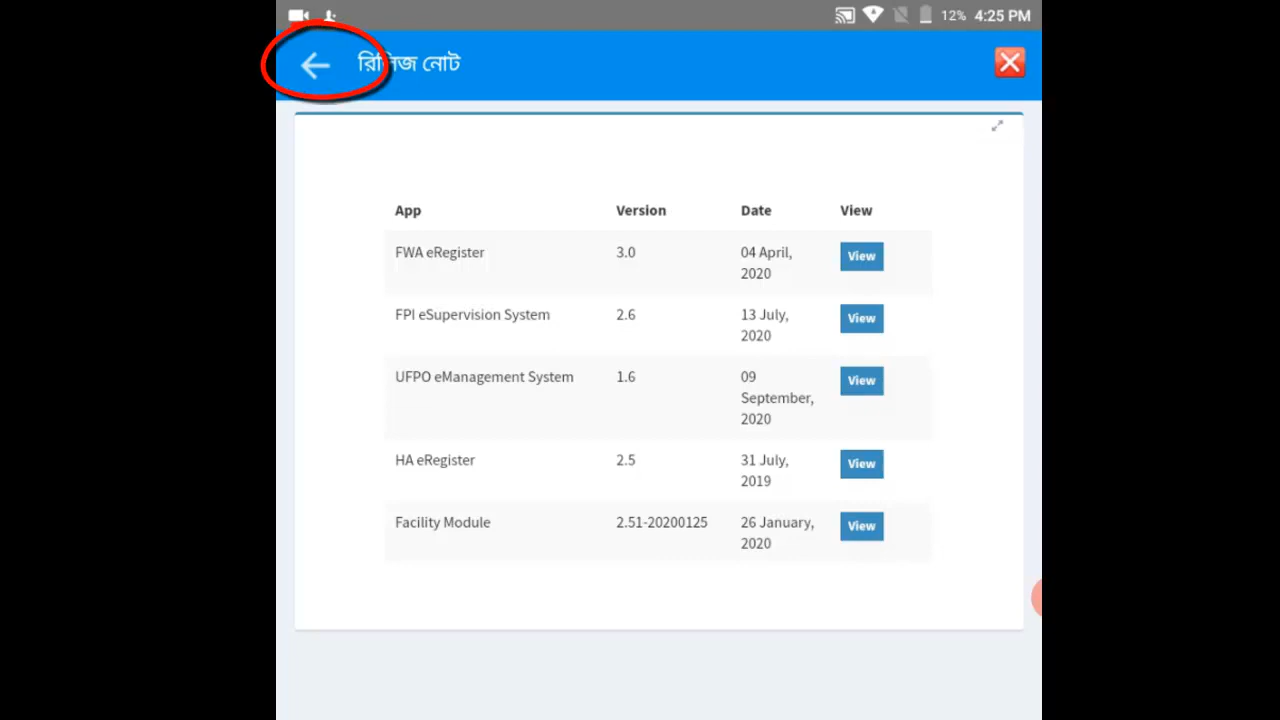 12% 4:25 PM
রিলিজ নোট
App Version Date View
FWA eRegister 3.0 04 April, View
2020
FPI eSupervision System 2.6 13 July, View
2020
UFPO eManagement System 1.6 09 View
September,
2020
HA eRegister 2.5 31 July, View
2019
Facility Module 2.51-20200125 26 January, View
2020